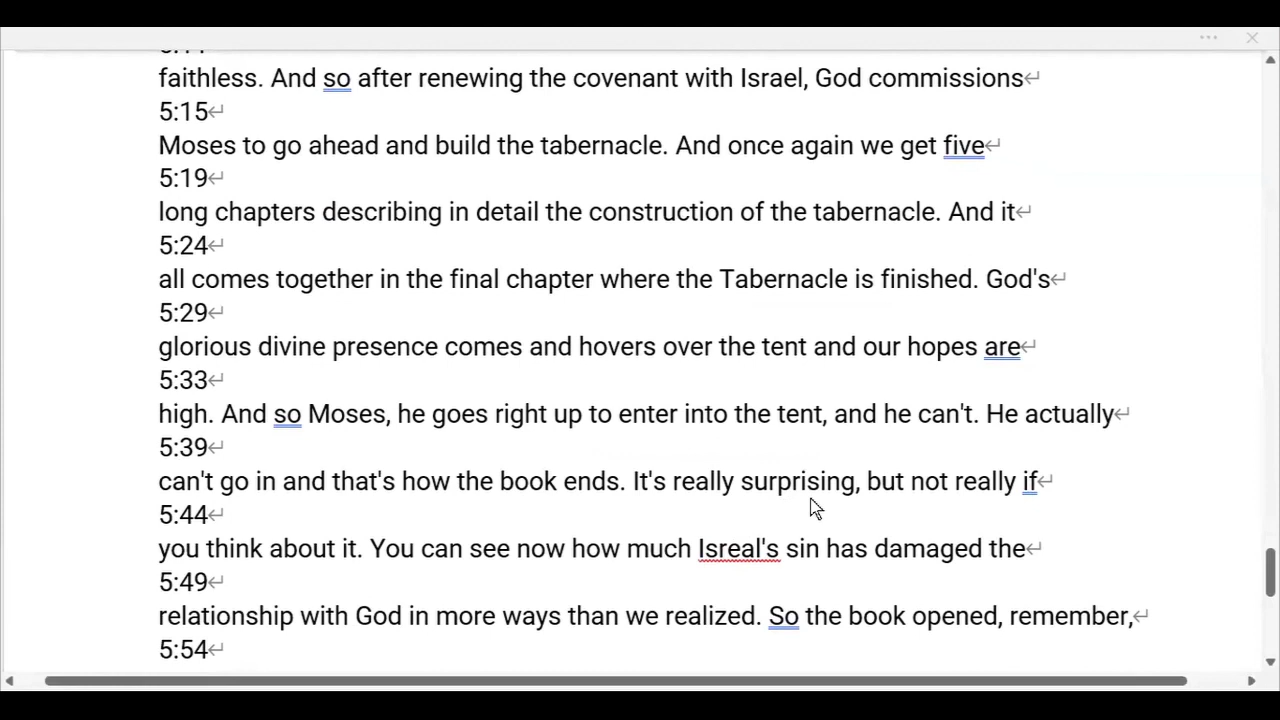 faithless. And so after renewing the covenant with Israel, God commissions
5:15
Moses to go ahead and build the tabernacle. And once again we get five
5:19
long chapters describing in detail the construction of the tabernacle. And it
5:24
all comes together in the final chapter where the Tabernacle is finished. God's
5:29
glorious divine presence comes and hovers over the tent and our hopes are
5:33
high. And so Moses, he goes right up to enter into the tent, and he can't. He actually
5:39
can't go in and that's how the book ends. It's really surprising, but not really if
5:44
you think about it. You can see now how much Isreal's sin has damaged the
5:49
relationship with God in more ways than we realized. So the book opened, remember,
5:54